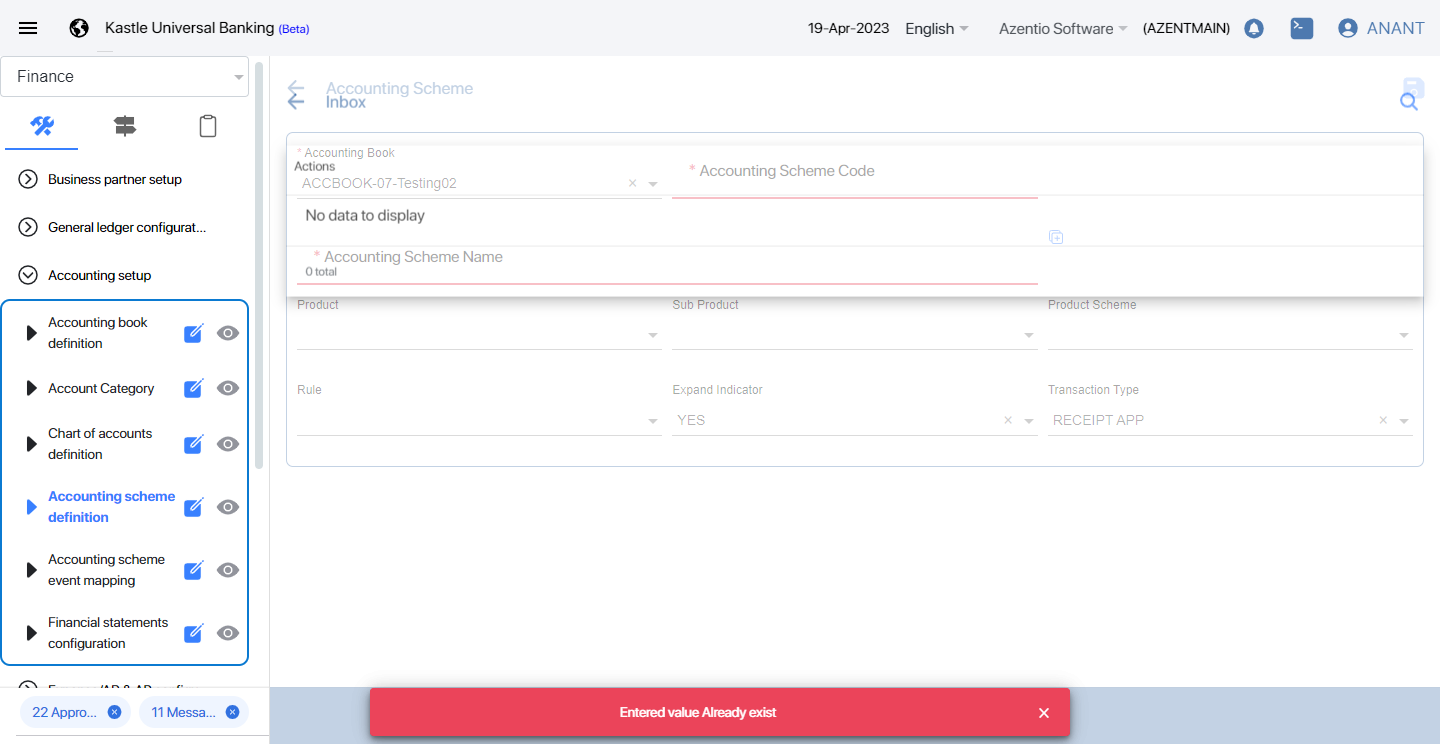 Kastle Universal Banking (Beta)
19-Apr-2023
English
Azentio Software
(AZENTMAIN)
ANANT
Finance
Business partner setup
General ledger configurat...
Accounting setup
Accounting book
definition
Account Category
Chart of accounts
definition
Accounting scheme
definition
Accounting scheme
event mapping
Financial statements
configuration
22 Appro...
11 Messa...
Accounting Scheme
Inbox
* Accounting Book
Actions
ACCBOOK-07-Testing02
* Accounting Scheme Code
No data to display
* Accounting Scheme Name
0 total
Product
Sub Product
Product Scheme
Rule
Expand Indicator
Transaction Type
YES
RECEIPT APP
Entered value Already exist